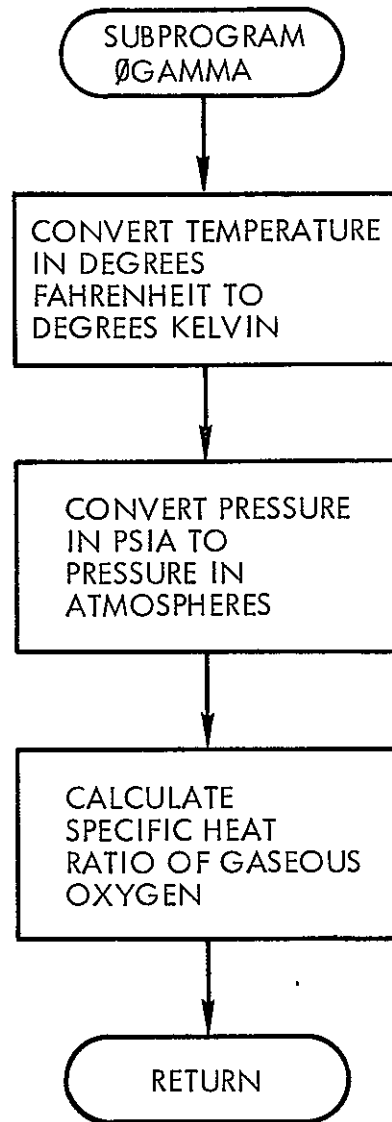 SUBPROGRAM
ØGAMMA
CONVERT TEMPERATURE
IN DEGREES
FAHRENHEIT TO
DEGREES KELVIN
CONVERT PRESSURE
IN PSIA TO
PRESSURE IN
ATMOSPHERES
CALCULATE
SPECIFIC HEAT
RATIO OF GASEOUS
OXYGEN
RETURN